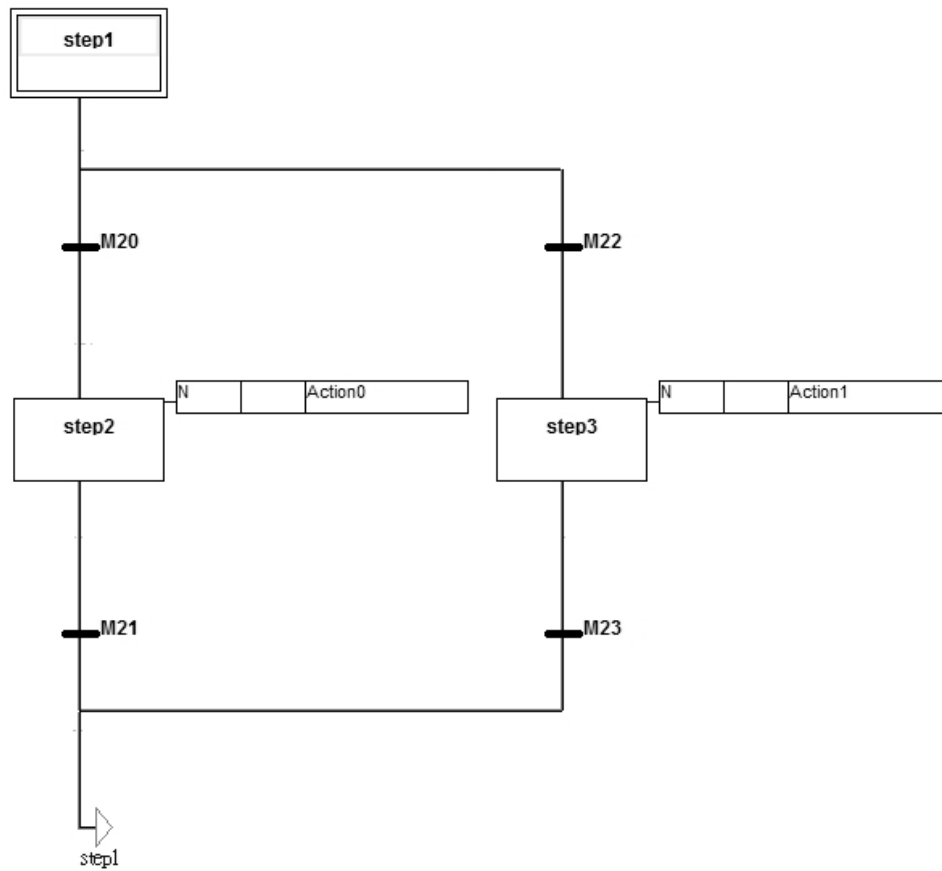 step1
M20
M22
N Action0
N Action1
step2
step3
M21
M23
step1